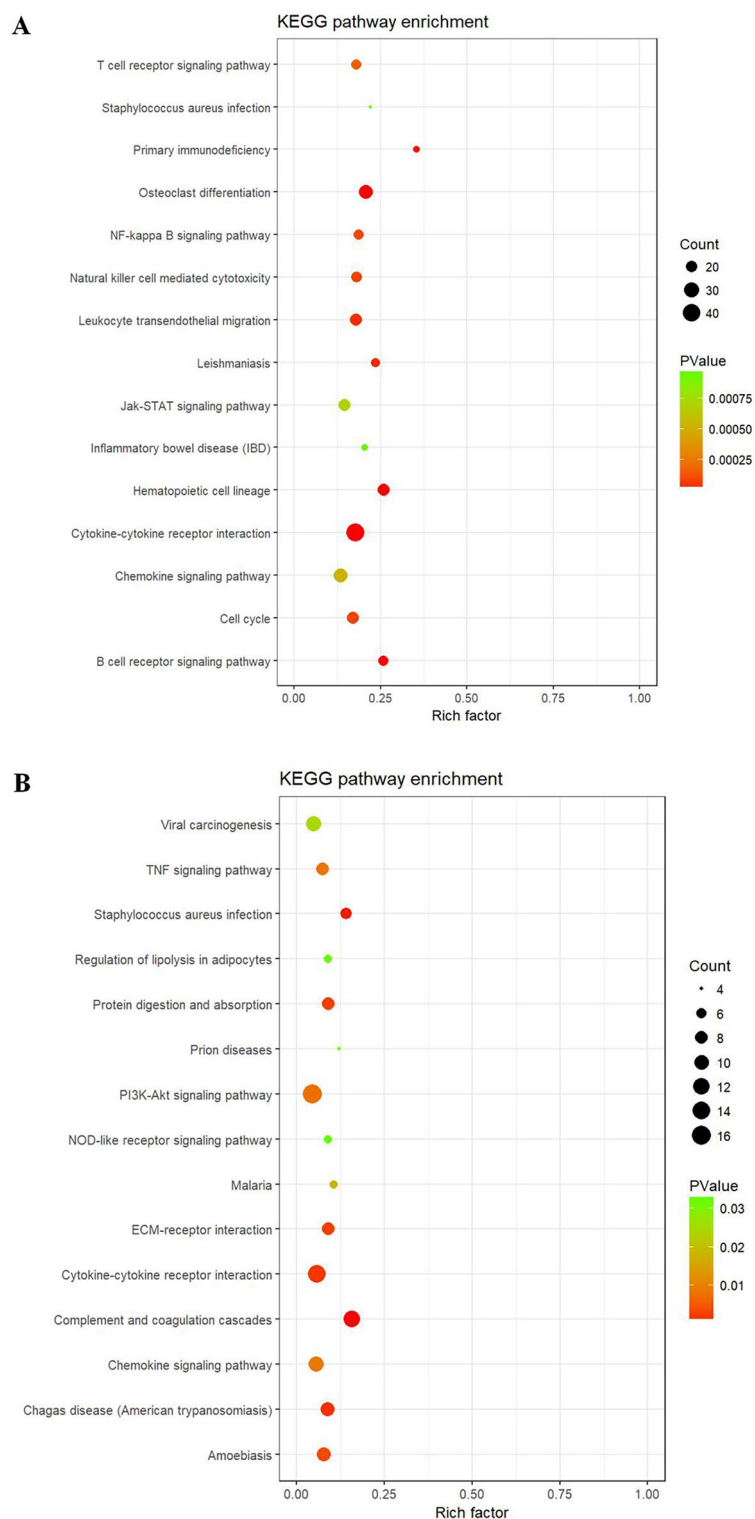 A
KEGG pathway enrichment
T cell receptor signaling pathway
Staphylococcus aureus infection
Primary immunodeficiency
Osteoclast differentiation
NF-kappa B signaling pathway
Natural killer cell mediated cytotoxicity
Leukocyte transendothelial migration
Leishmaniasis
Jak-STAT signaling pathway
Inflammatory bowel disease (IBD)
Hematopoietic cell lineage
Cytokine-cytokine receptor interaction
Chemokine signaling pathway
Cell cycle
B cell receptor signaling pathway
0.00 0.25 0.50 0.75 1.00
Rich factor
Count
20
30
40
PValue
0.00075
0.00050
0.00025
B
KEGG pathway enrichment
Viral carcinogenesis
TNF signaling pathway
Staphylococcus aureus infection
Regulation of lipolysis in adipocytes
Protein digestion and absorption
Prion diseases
PI3K-Akt signaling pathway
NOD-like receptor signaling pathway
Malaria
ECM-receptor interaction
Cytokine-cytokine receptor interaction
Complement and coagulation cascades
Chemokine signaling pathway
Chagas disease (American trypanosomiasis)
Amoebiasis
0.00 0.25 0.50 0.75 1.00
Rich factor
Count
4
6
8
10
12
14
16
PValue
0.03
0.02
0.01